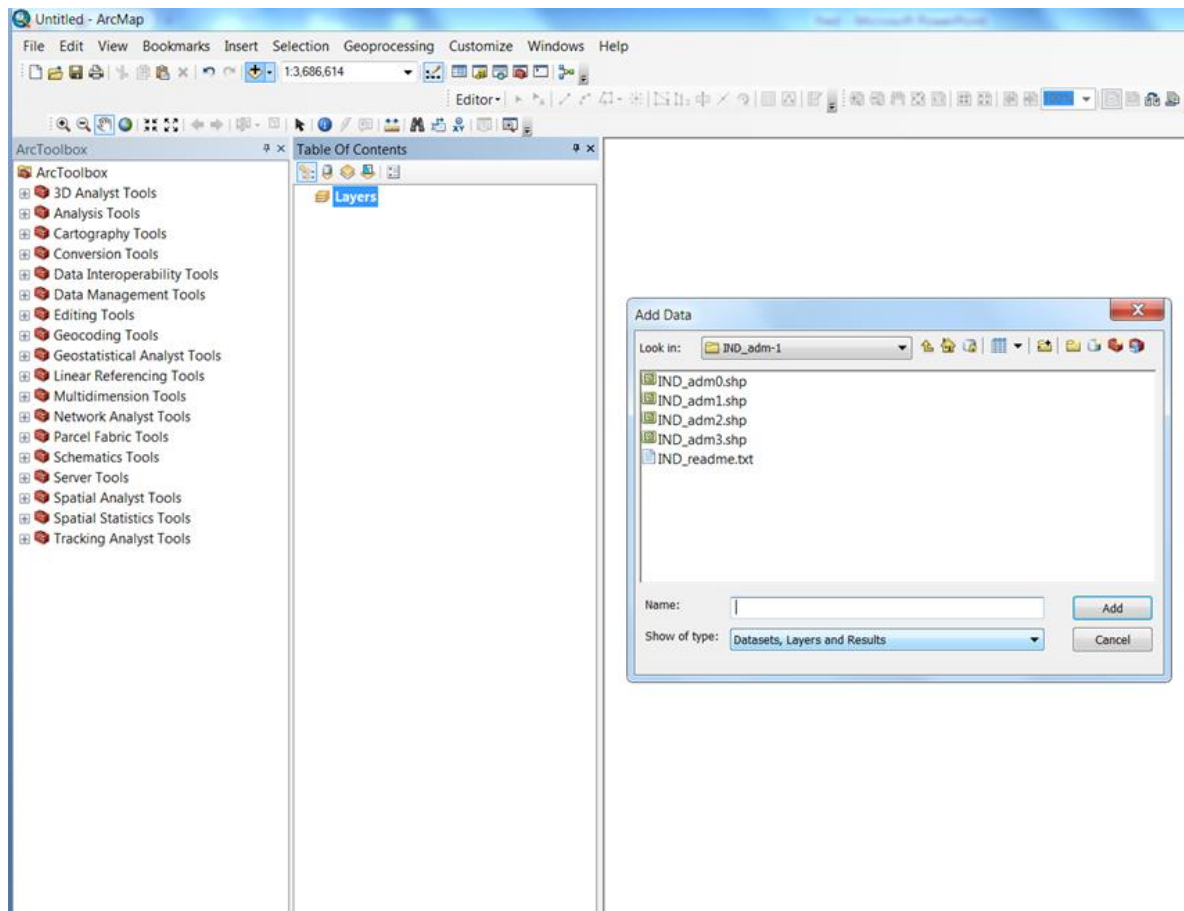 Untitled - ArcMap
File Edit View Bookmarks Insert Selection Geoprocessing Customize Windows Help
1:3,686,614
Editor
100%
ArcToolbox
ArcToolbox
3D Analyst Tools
Analysis Tools
Cartography Tools
Conversion Tools
Data Interoperability Tools
Data Management Tools
Editing Tools
Geocoding Tools
Geostatistical Analyst Tools
Linear Referencing Tools
Multidimension Tools
Network Analyst Tools
Parcel Fabric Tools
Schematics Tools
Server Tools
Spatial Analyst Tools
Spatial Statistics Tools
Tracking Analyst Tools
Table Of Contents
Layers
Add Data
Look in: IND_adm-1
IND_adm0.shp
IND_adm1.shp
IND_adm2.shp
IND_adm3.shp
IND_readme.txt
Name: Add
Show of type: Datasets, Layers and Results Cancel